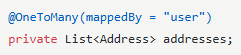 @OneToMany(mappedBy = "user")
private List<Address> addresses;